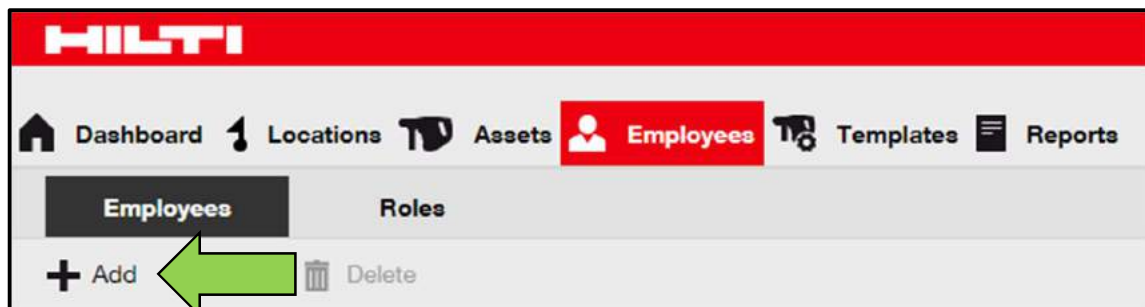 HILTI
Dashboard Locations Assets Employees Templates Reports
Employees Roles
Add Delete